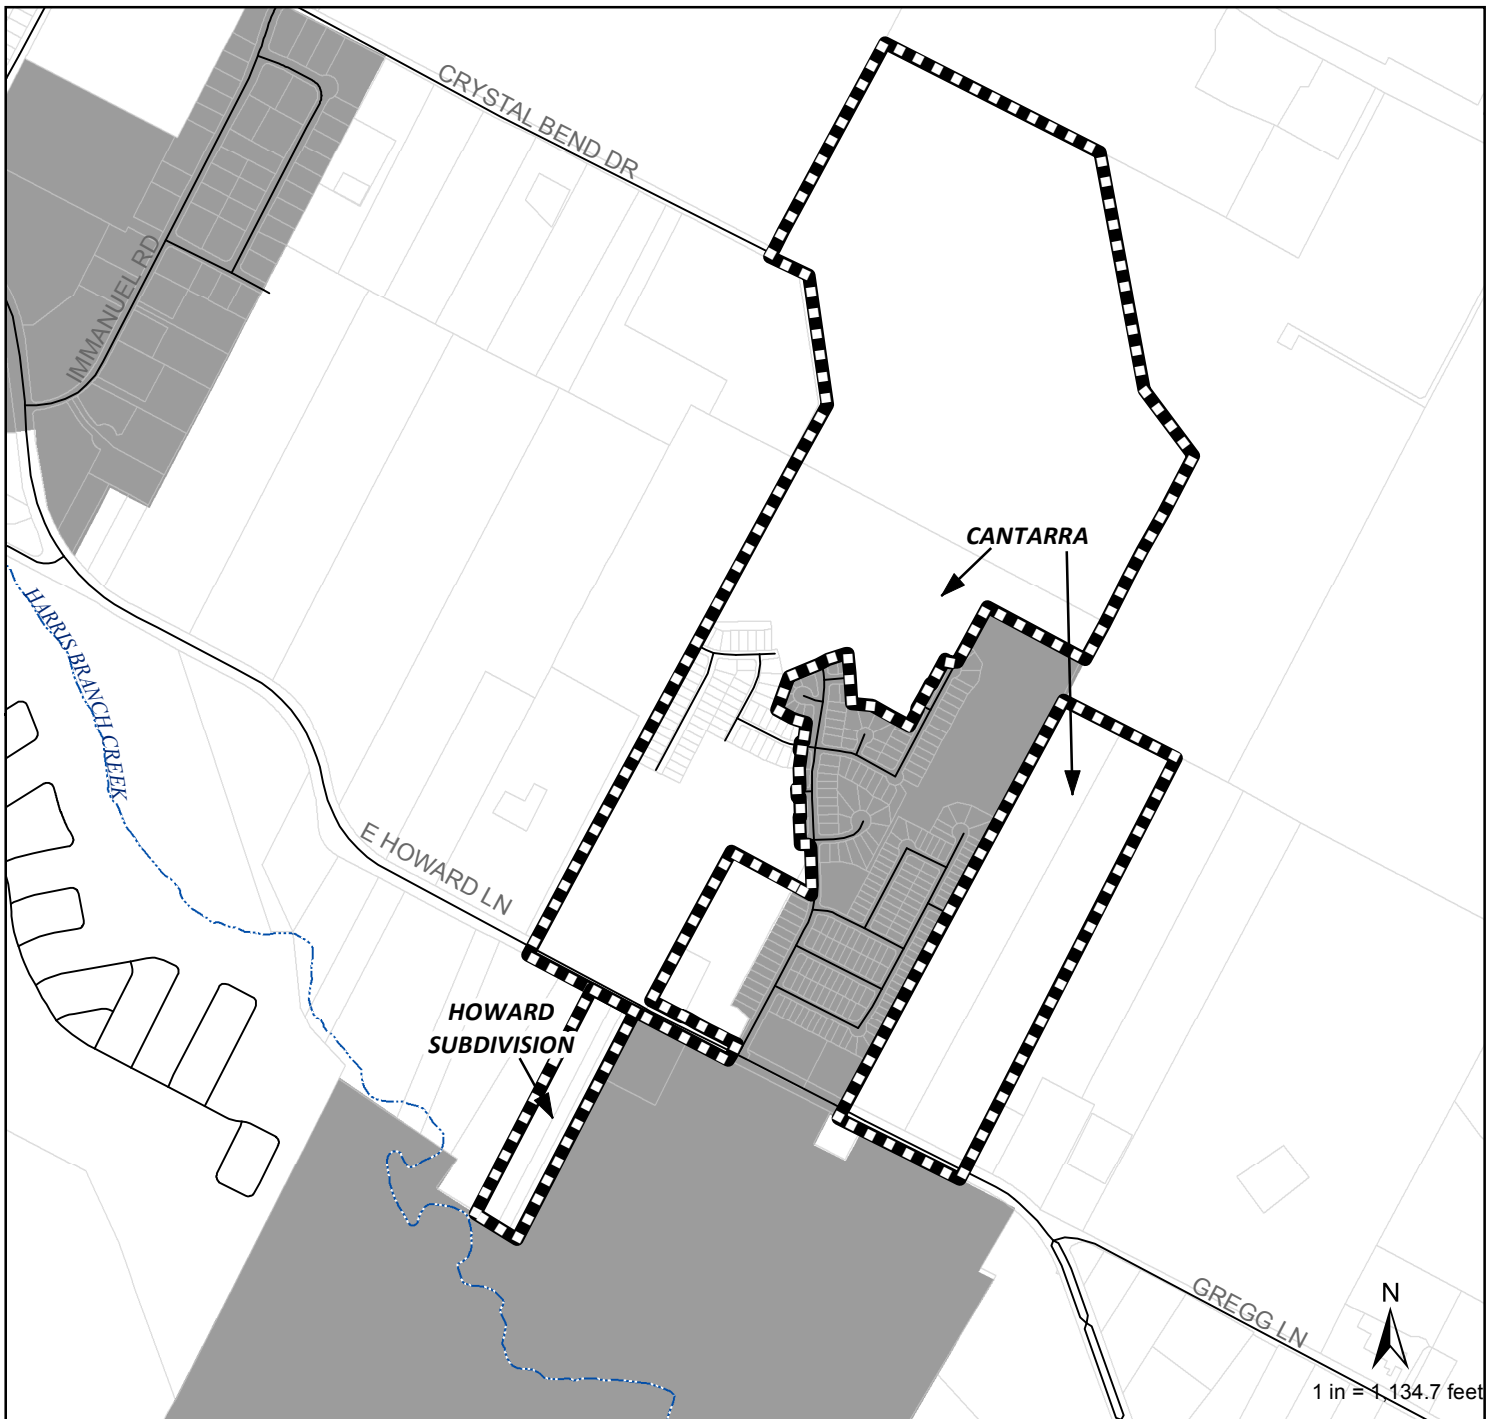 CRYSTAL BEND DR
IMMANUEL RD
CANTARRA
HARRIS BRANCH CREEK
E HOWARD LN
HOWARD
SUBDIVISION
GREGG LN
N
1 in = 1,134.7 feet